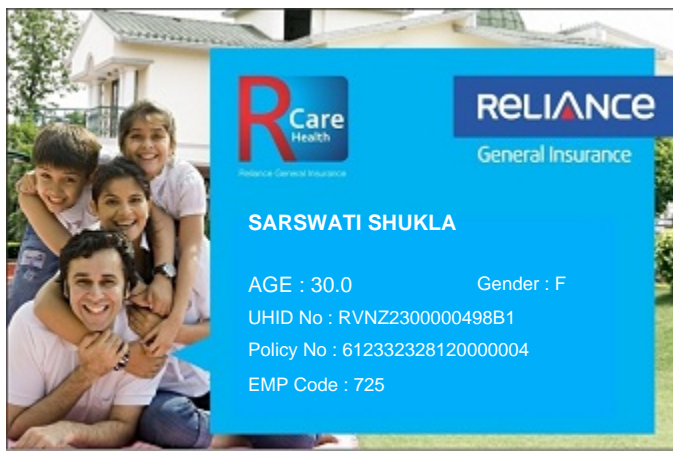 R Care
Health
Reliance General Insurance
RELIANCE
General Insurance
SARSWATI SHUKLA
AGE : 30.0
Gender : F
UHID No : RVNZ2300000498B1
Policy No : 612332328120000004
EMP Code : 725